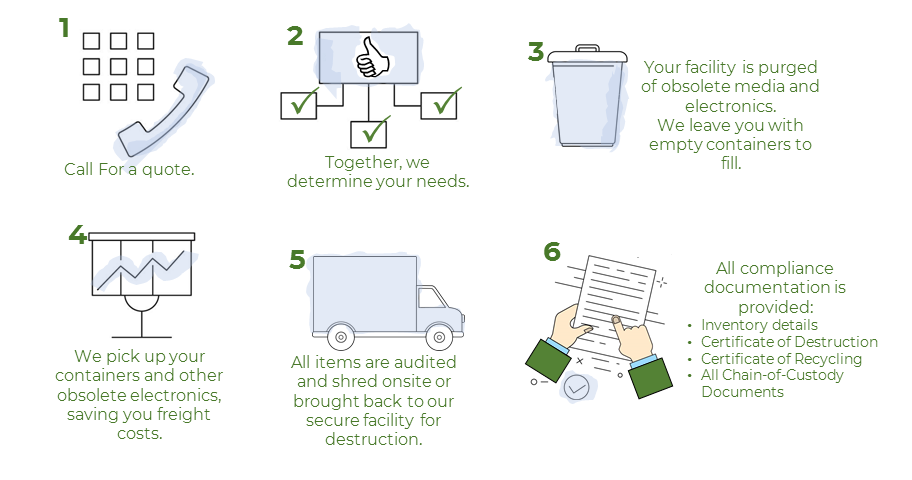 1
Call For a quote.
2
Together, we
determine your needs.
3
Your facility is purged
of obsolete media and
electronics.
We leave you with
empty containers to
fill.
4
We pick up your
containers and other
obsolete electronics,
saving you freight
costs.
5
All items are audited
and shred onsite or
brought back to our
secure facility for
destruction.
6
All compliance
documentation is
provided:
• Inventory details
• Certificate of Destruction
• Certificate of Recycling
• All Chain-of-Custody
Documents